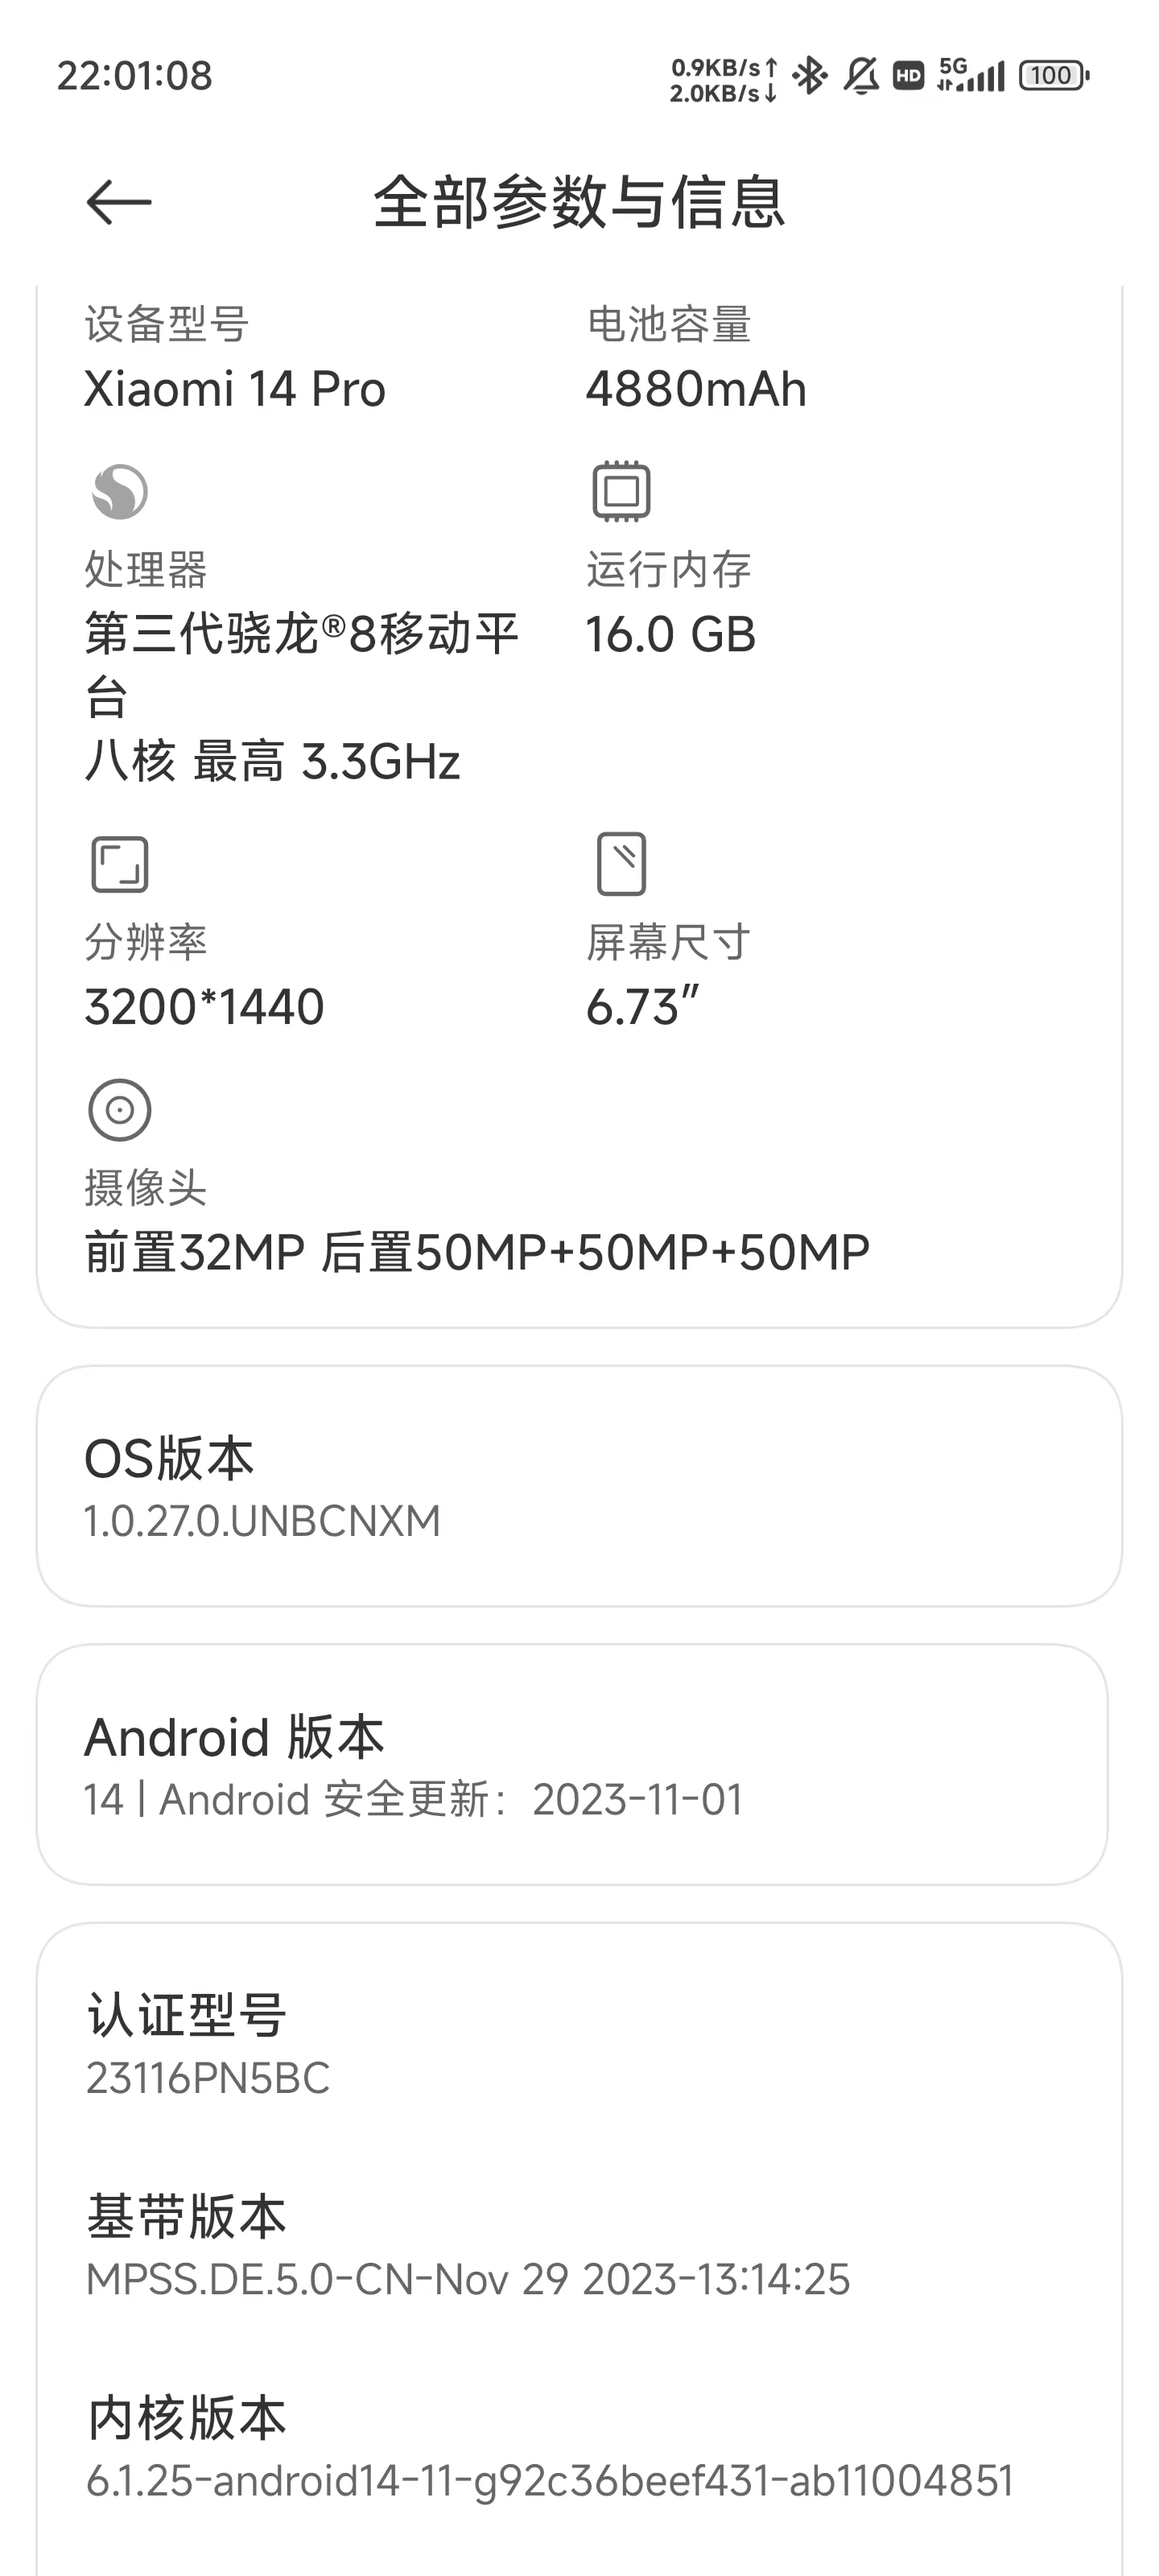 22:01:08
0.9KB/s↑
2.0KB/s↓
HD
5G
100
全部参数与信息
设备型号
电池容量
Xiaomi 14 Pro
4880mAh
处理器
运行内存
第三代骁龙®8移动平
16.0 GB
台
八核 最高 3.3GHz
分辨率
屏幕尺寸
3200*1440
6.73″
摄像头
前置32MP 后置50MP+50MP+50MP
OS版本
1.0.27.0.UNBCNXM
Android 版本
14 | Android 安全更新：2023-11-01
认证型号
23116PN5BC
基带版本
MPSS.DE.5.0-CN-Nov 29 2023-13:14:25
内核版本
6.1.25-android14-11-g92c36beef431-ab11004851